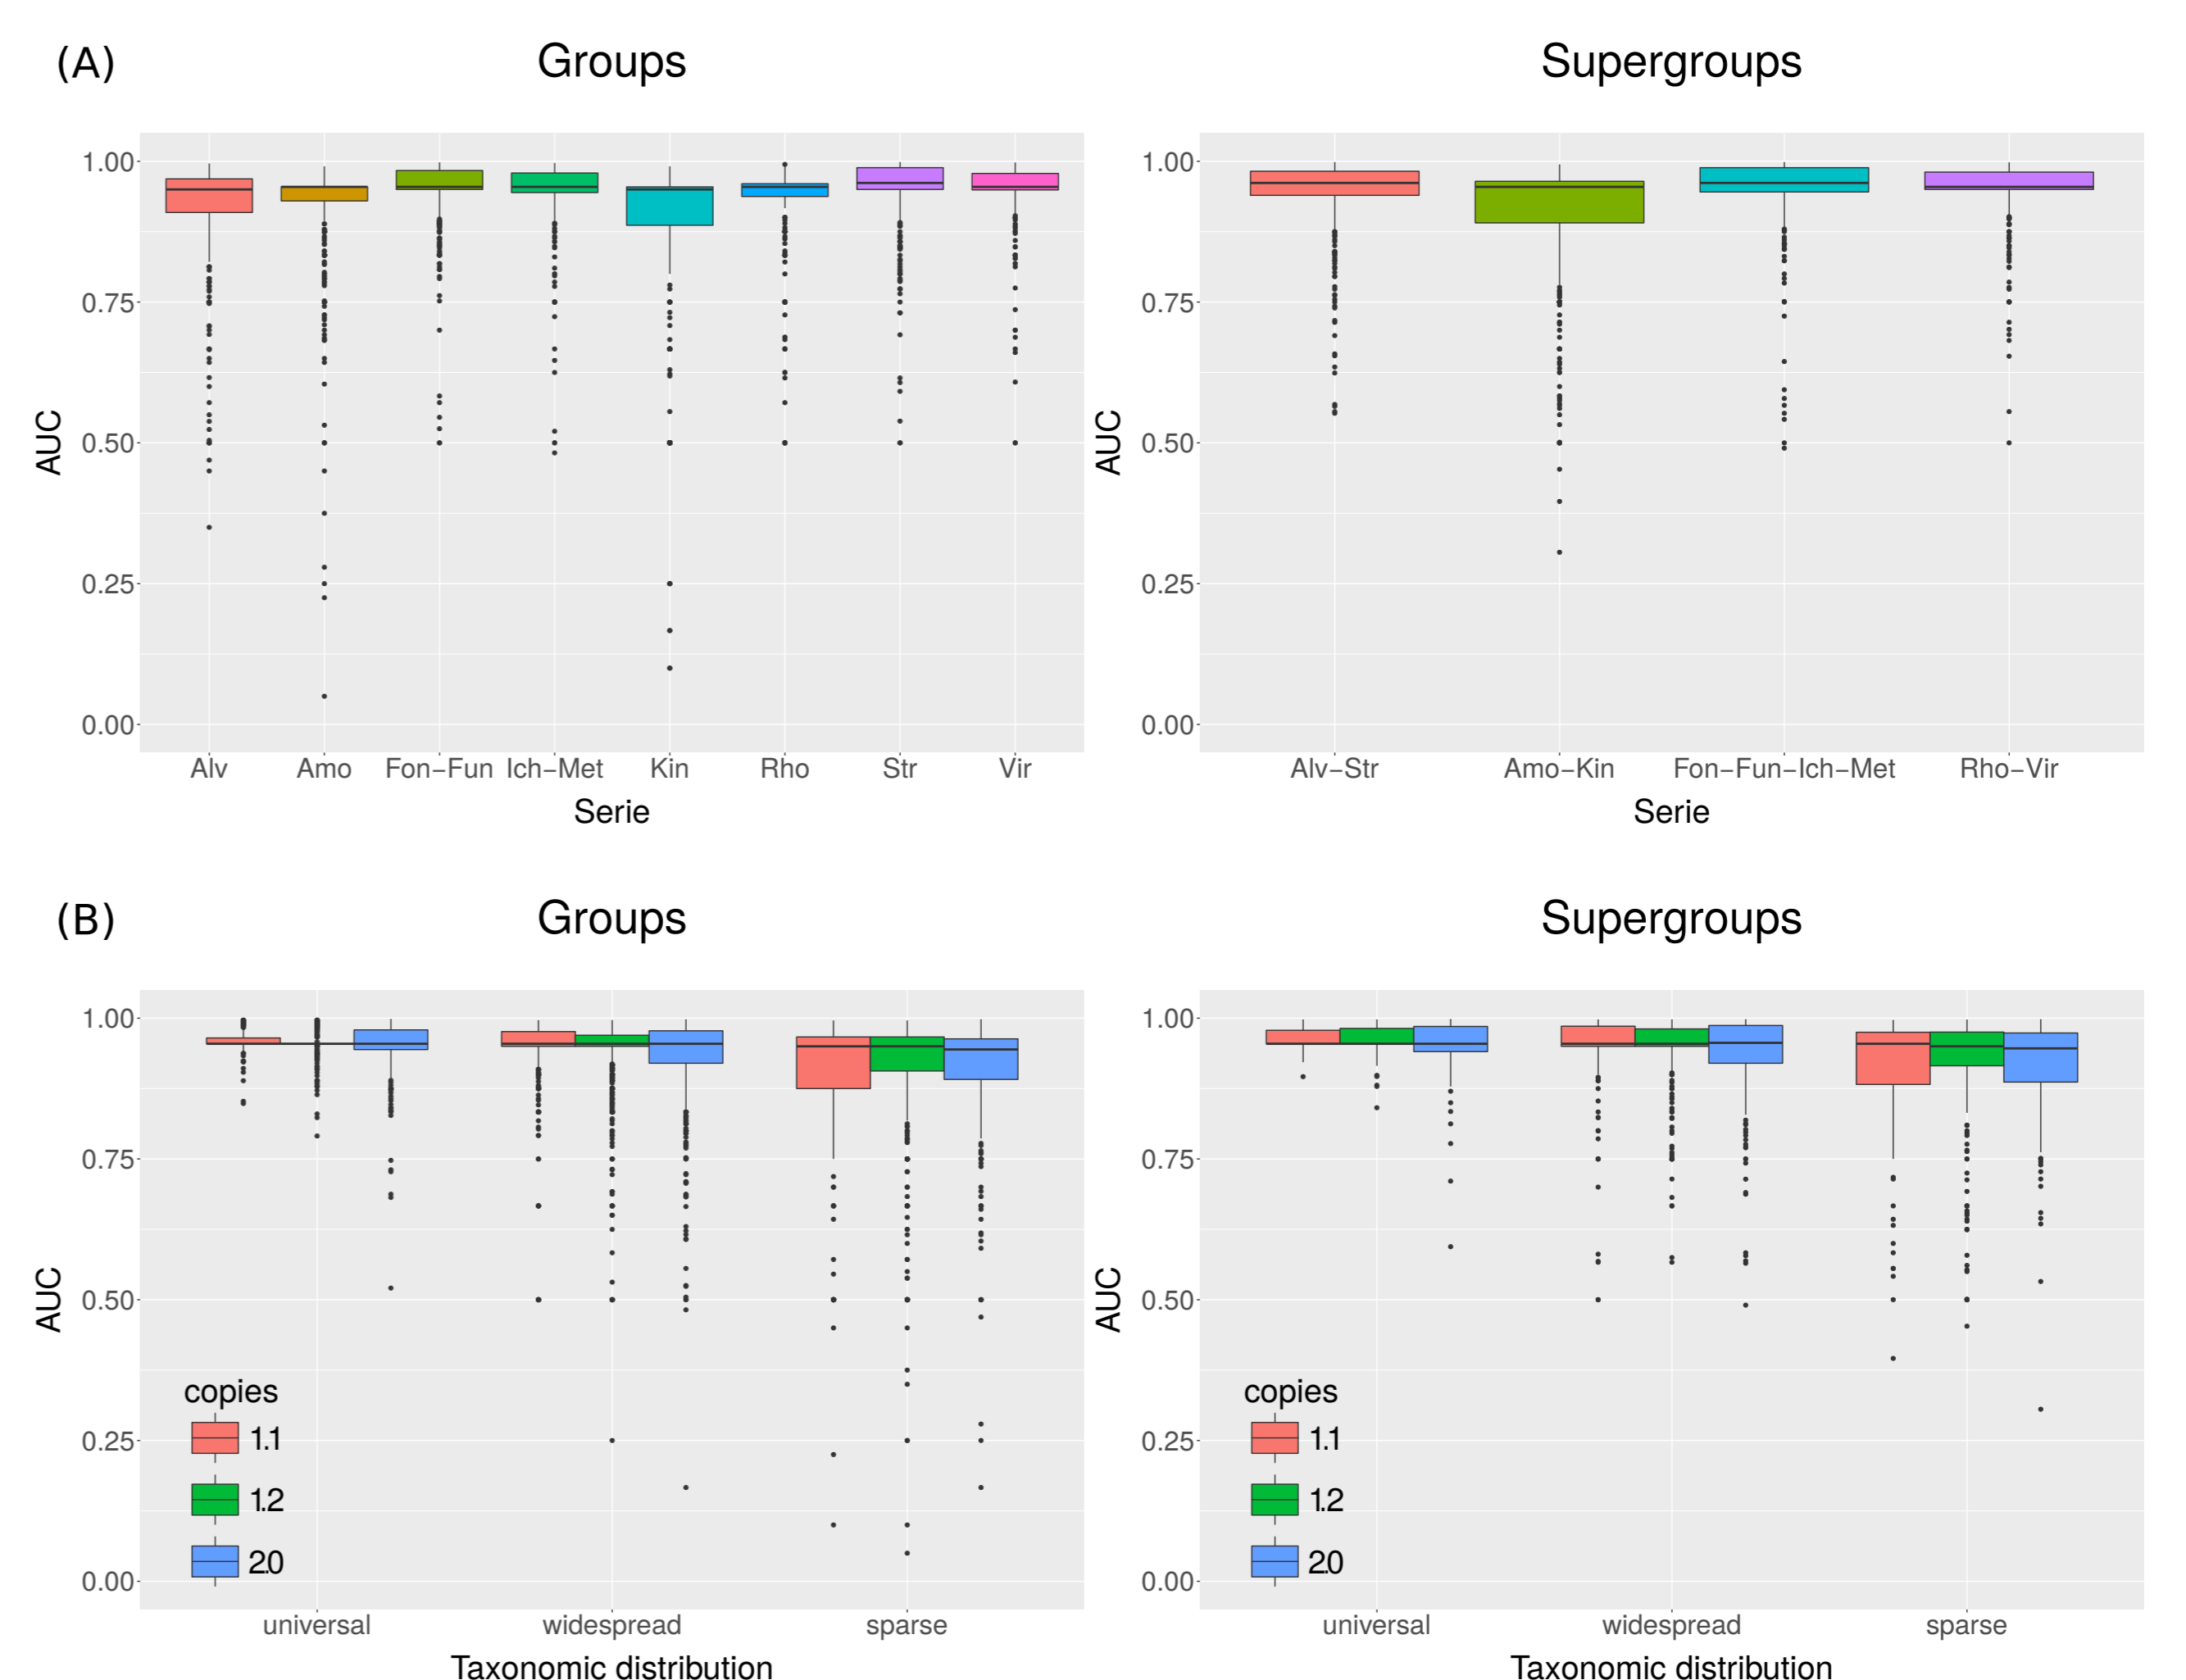 (A)
Groups
Supergroups
1.00
0.75
0.50
0.25
0.00
AUC
Alv Amo Fon−Fun Ich−Met Kin Rho Str Vir
Serie
1.00
0.75
0.50
0.25
0.00
AUC
Alv−Str Amo−Kin Fon−Fun−Ich−Met Rho−Vir
Serie
(B)
Groups
Supergroups
1.00
0.75
0.50
0.25
0.00
AUC
copies
1.1
1.2
2.0
universal widespread sparse
Taxonomic distribution
1.00
0.75
0.50
0.25
0.00
AUC
copies
1.1
1.2
2.0
universal widespread sparse
Taxonomic distribution